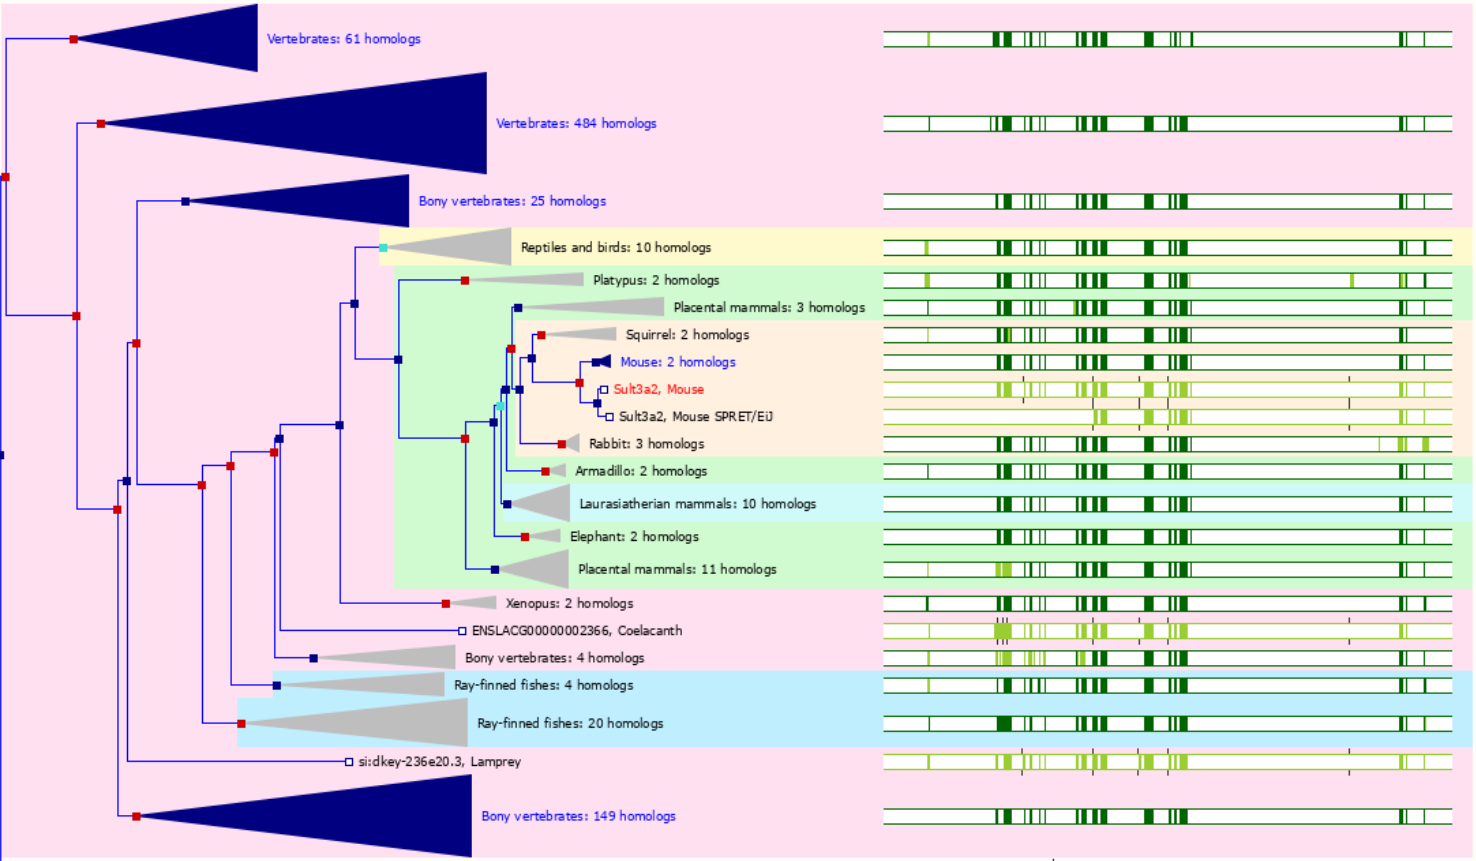 Vertebrates: 61 homologs
Vertebrates: 484 homologs
Bony vertebrates: 25 homologs
Reptiles and birds: 10 homologs
Platypus: 2 homologs
Placental mammals: 3 homologs
Squirrel: 2 homologs
Mouse: 2 homologs
Sult3a2, Mouse
Sult3a2, Mouse SPRET/EiJ
Rabbit: 3 homologs
Armadillo: 2 homologs
Laurasiatherian mammals: 10 homologs
Elephant: 2 homologs
Placental mammals: 11 homologs
Xenopus: 2 homologs
ENSLACG00000002366, Coelacanth
Bony vertebrates: 4 homologs
Ray-finned fishes: 4 homologs
Ray-finned fishes: 20 homologs
si:dkey-236e20.3, Lamprey
Bony vertebrates: 149 homologs